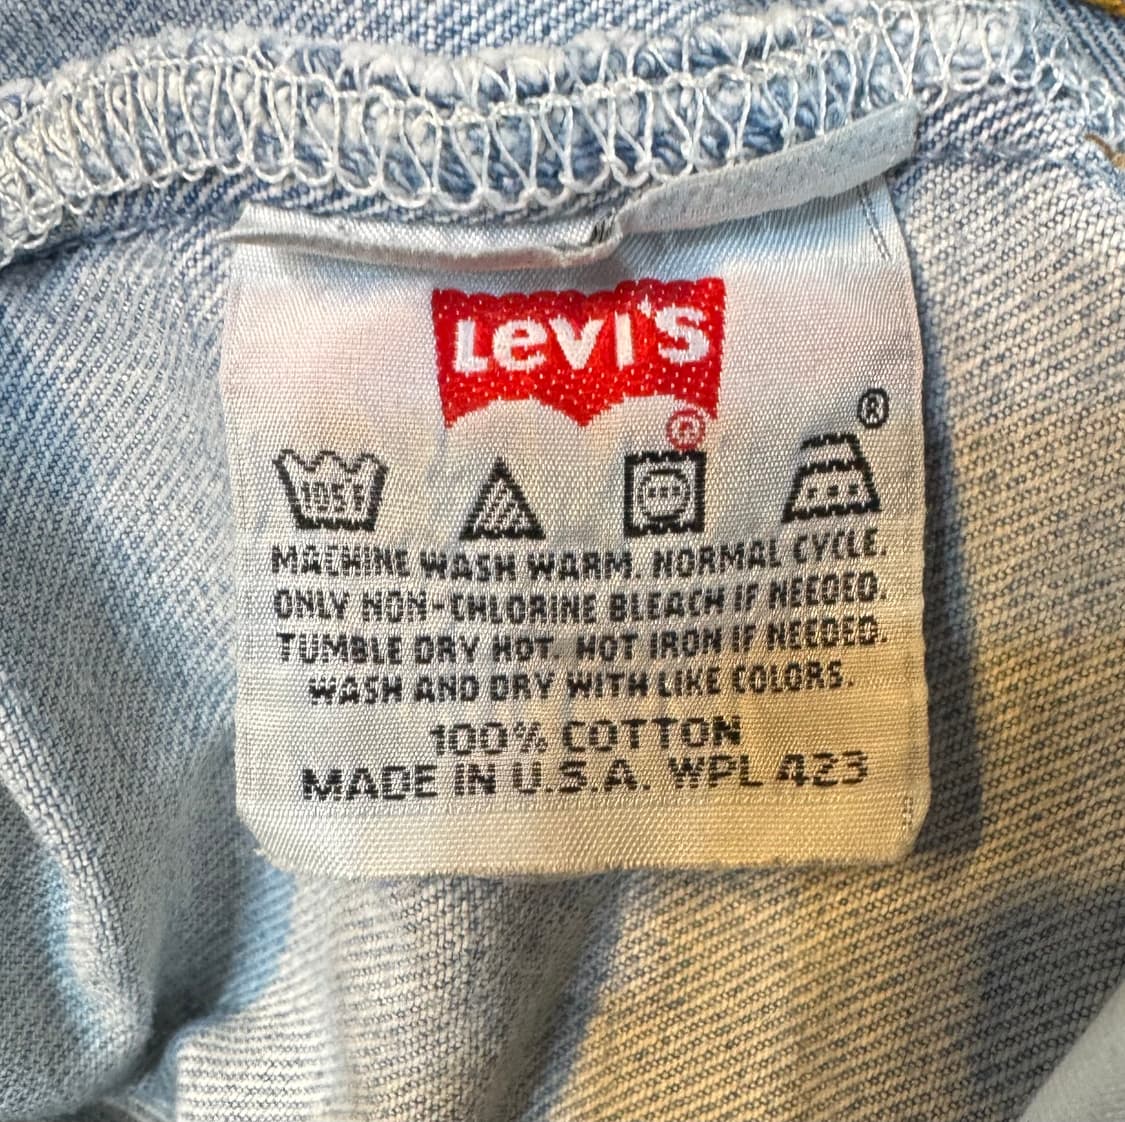 Levi's
®
®
105F
MACHINE WASH WARM. NORMAL CYCLE.
ONLY NON-CHLORINE BLEACH IF NEEDED.
TUMBLE DRY HOT. HOT IRON IF NEEDED.
WASH AND DRY WITH LIKE COLORS.
100% COTTON
MADE IN U.S.A. WPL 423